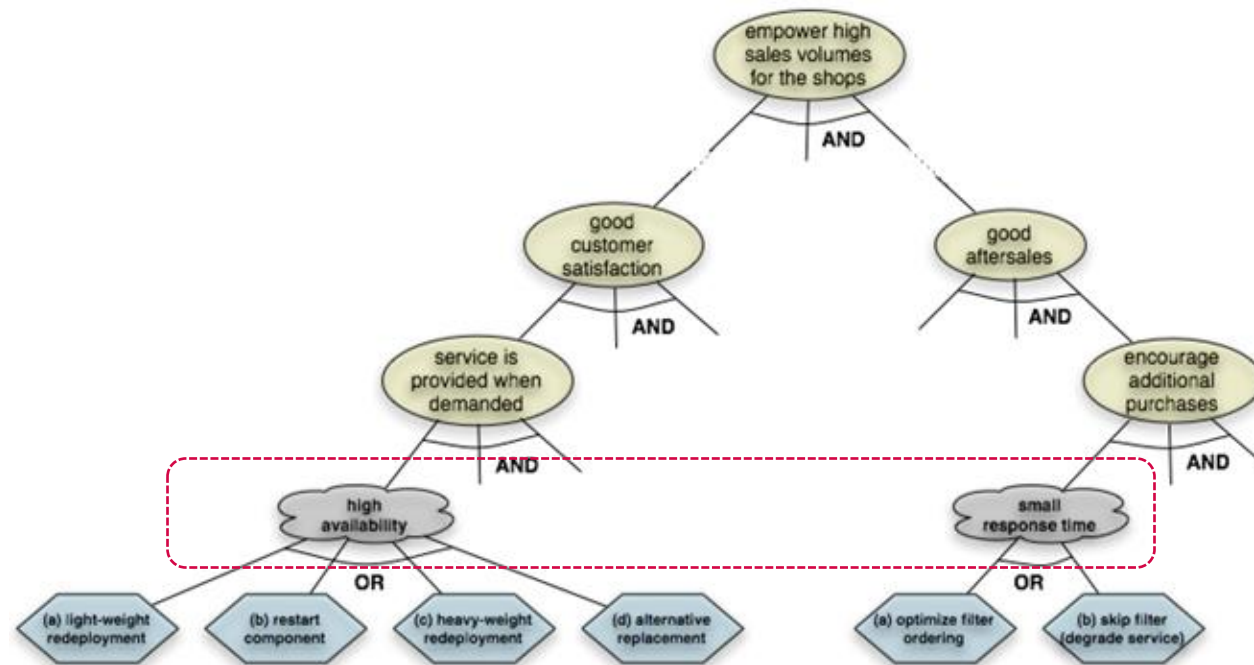 empower high
sales volumes
for the shops
AND
good
customer
satisfaction
good
aftersales
AND
AND
service is
provided when
demanded
encourage
additional
purchases
AND
AND
high
availability
small
response time
OR
OR
(a) light-weight
redeployment
(b) restart
component
(c) heavy-weight
redeployment
(d) alternative
replacement
(a) optimize filter
ordering
(b) skip filter
(degrade service)